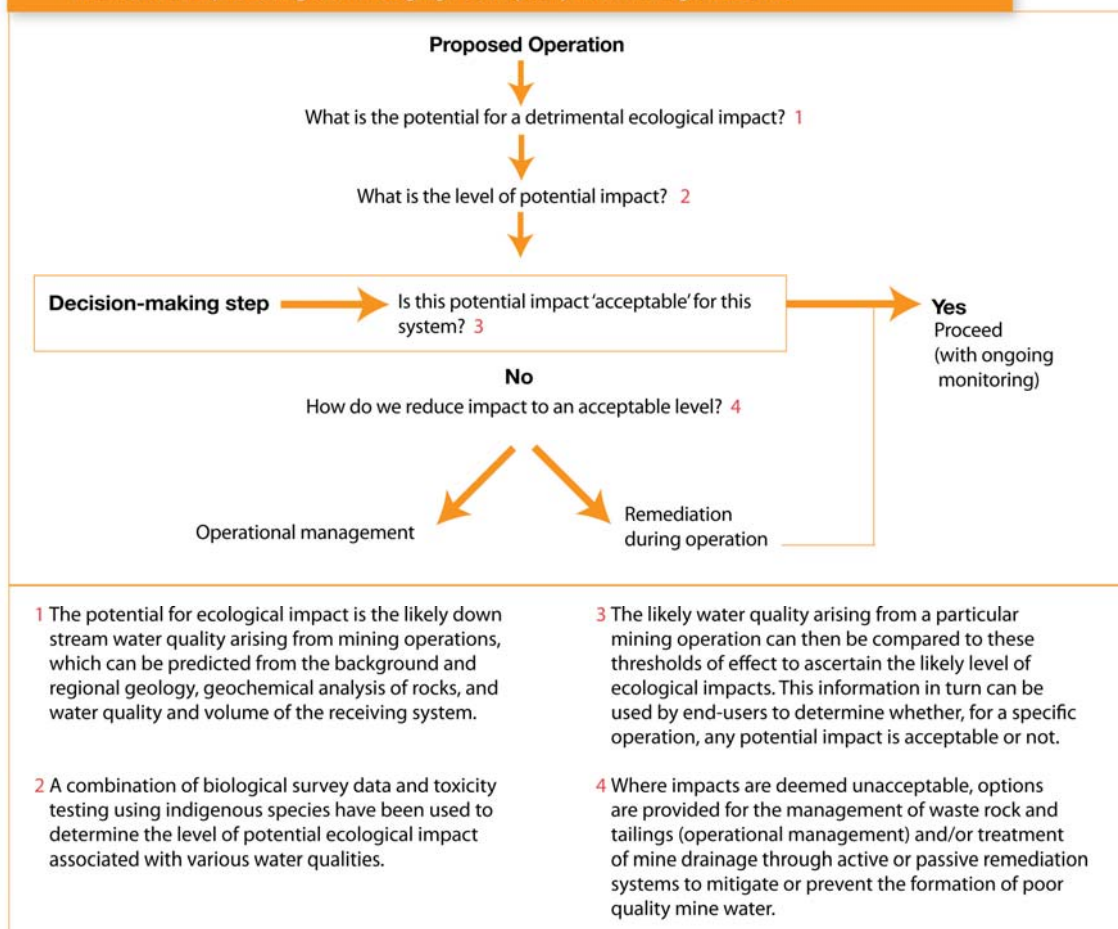 Proposed Operation
What is the potential for a detrimental ecological impact? 1
What is the level of potential impact? 2
Decision-making step
Is this potential impact 'acceptable' for this
system? 3
Yes
Proceed
(with ongoing
monitoring)
No
How do we reduce impact to an acceptable level? 4
Operational management
Remediation
during operation
1 The potential for ecological impact is the likely down
stream water quality arising from mining operations,
which can be predicted from the background and
regional geology, geochemical analysis of rocks, and
water quality and volume of the receiving system.
2 A combination of biological survey data and toxicity
testing using indigenous species have been used to
determine the level of potential ecological impact
associated with various water qualities.
3 The likely water quality arising from a particular
mining operation can then be compared to these
thresholds of effect to ascertain the likely level of
ecological impacts. This information in turn can be
used by end-users to determine whether, for a specific
operation, any potential impact is acceptable or not.
4 Where impacts are deemed unacceptable, options
are provided for the management of waste rock and
tailings (operational management) and/or treatment
of mine drainage through active or passive remediation
systems to mitigate or prevent the formation of poor
quality mine water.